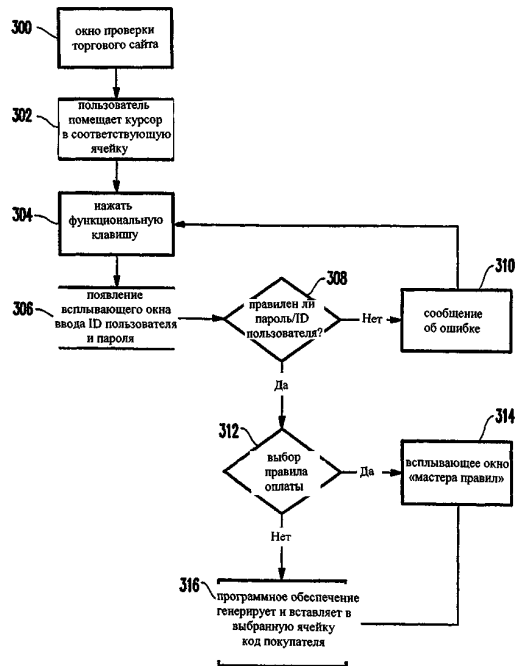 300
окно проверки
торгового сайта
302
пользователь
помещает курсор
в соответствующую
ячейку
304
нажать
функциональную
клавишу
306
появление
всплывающего окна
ввода ID пользователя
и пароля
308
правилен ли
пароль/ID
пользователя?
Нет
310
сообщение
об ошибке
Да
312
выбор
правила
оплаты
Да
314
всплывающее окно
«мастера правил»
Нет
316
программное обеспечение
генерирует и вставляет в
выбранную ячейку
код покупателя